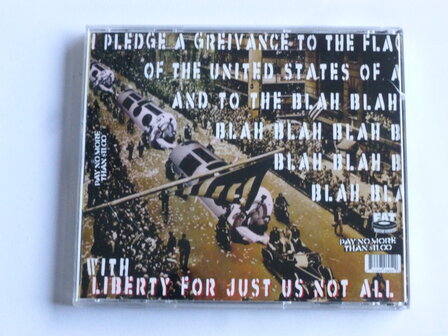 I PLEDGE A GREIVANCE TO THE FLAG
OF THE UNITED STATES OF A
AND TO THE BLAH BLAH
BLAH BLAH BLAH B
BLAH BLAH B
BLAH BLA
PAY NO MORE
THAN $11.00
FAT
PAY NO MORE
THAN $11.00
WITH
LIBERTY FOR JUST US NOT ALL